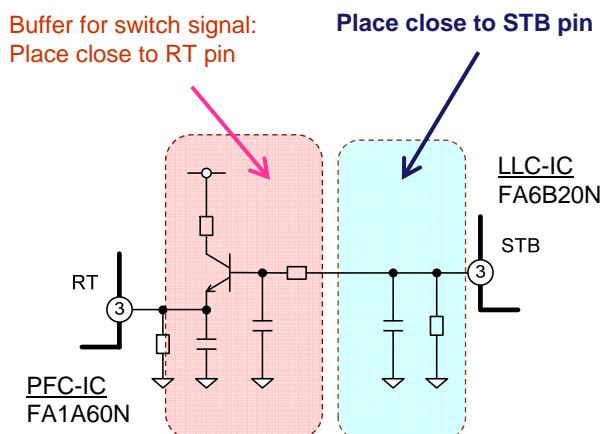 Buffer for switch signal:
Place close to RT pin
Place close to STB pin
LLC-IC
FA6B20N
STB
3
RT
3
PFC-IC
FA1A60N